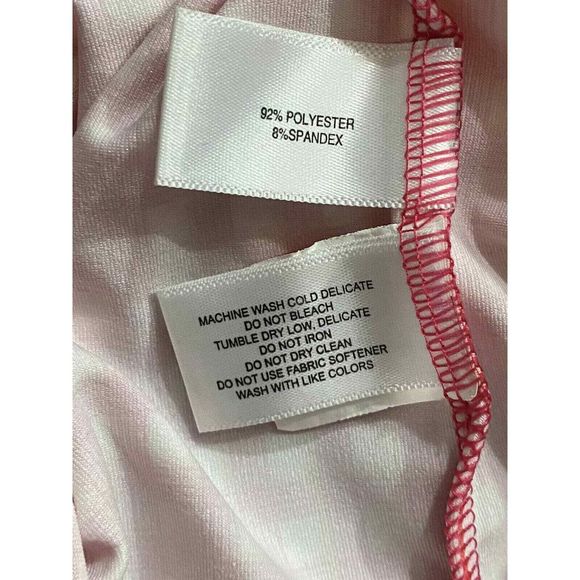 92% POLYESTER
8%SPANDEX
MACHINE WASH COLD DELICATE
DO NOT BLEACH
TUMBLE DRY LOW, DELICATE
DO NOT IRON
DO NOT DRY CLEAN
DO NOT USE FABRIC SOFTENER
WASH WITH LIKE COLORS